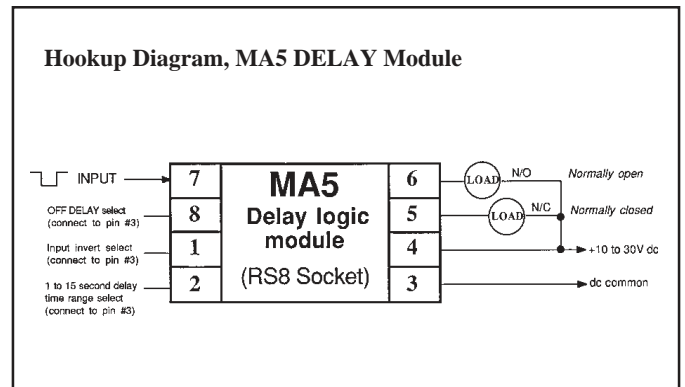 Hookup Diagram, MA5 DELAY Module
INPUT
7
OFF DELAY select
(connect to pin #3)
8
Input invert select
(connect to pin #3)
1
1 to 15 second delay
time range select
(connect to pin #3)
2
MA5
Delay logic
module
(RS8 Socket)
6
LOAD
N/O
Normally open
5
LOAD
N/C
Normally closed
4
+10 to 30V dc
3
dc common